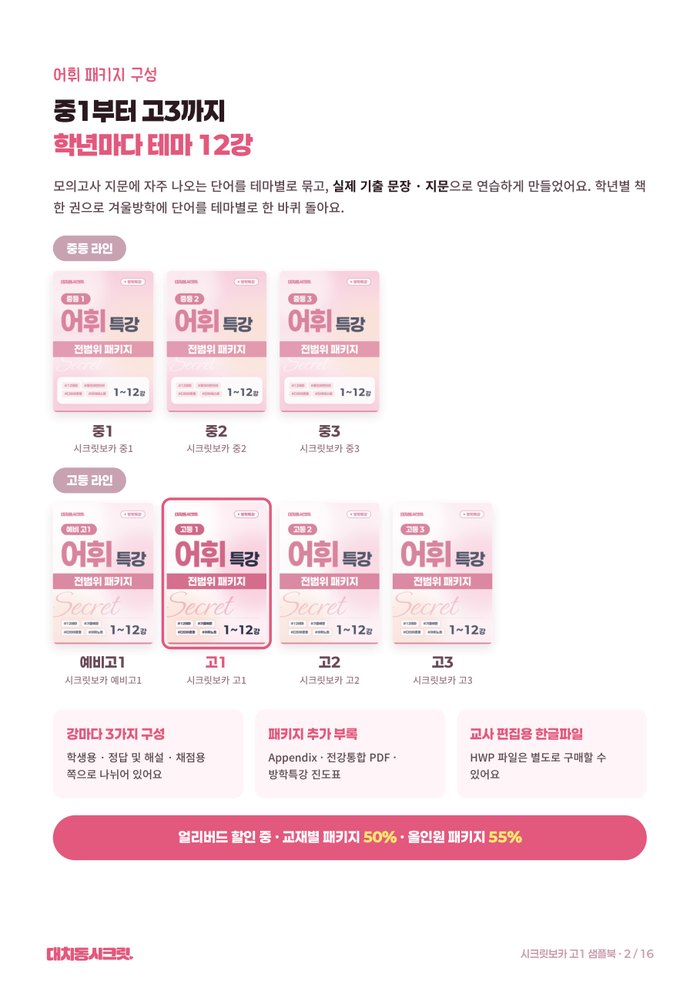 어휘 패키지 구성
중1부터 고3까지
학년마다 테마 12강
모의고사 지문에 자주 나오는 단어를 테마별로 묶고, 실제 기출 문장 · 지문으로 연습하게 만들었어요. 학년별 책
한 권으로 겨울방학에 단어를 테마별로 한 바퀴 돌아요.
중등 라인
중등 1
어휘 특강
전범위 패키지
Secret
1~12강
중등 2
어휘 특강
전범위 패키지
Secret
1~12강
중등 3
어휘 특강
전범위 패키지
Secret
1~12강
중1
중2
중3
시크릿보카 중1
시크릿보카 중2
시크릿보카 중3
고등 라인
예비 고1
어휘 특강
전범위 패키지
Secret
1~12강
고등 1
어휘 특강
전범위 패키지
Secret
1~12강
고등 2
어휘 특강
전범위 패키지
Secret
1~12강
고등 3
어휘 특강
전범위 패키지
Secret
1~12강
예비고1
고1
고2
고3
시크릿보카 예비고1
시크릿보카 고1
시크릿보카 고2
시크릿보카 고3
강마다 3가지 구성
학생용 · 정답 및 해설 · 채점용
쪽으로 나뉘어 있어요
패키지 추가 부록
Appendix · 전강통합 PDF ·
방학특강 진도표
교사 편집용 한글파일
HWP 파일은 별도로 구매할 수
있어요
얼리버드 할인 중 · 교재별 패키지 50% · 올인원 패키지 55%
대치동시크릿.
시크릿보카 고1 샘플북 · 2 / 16